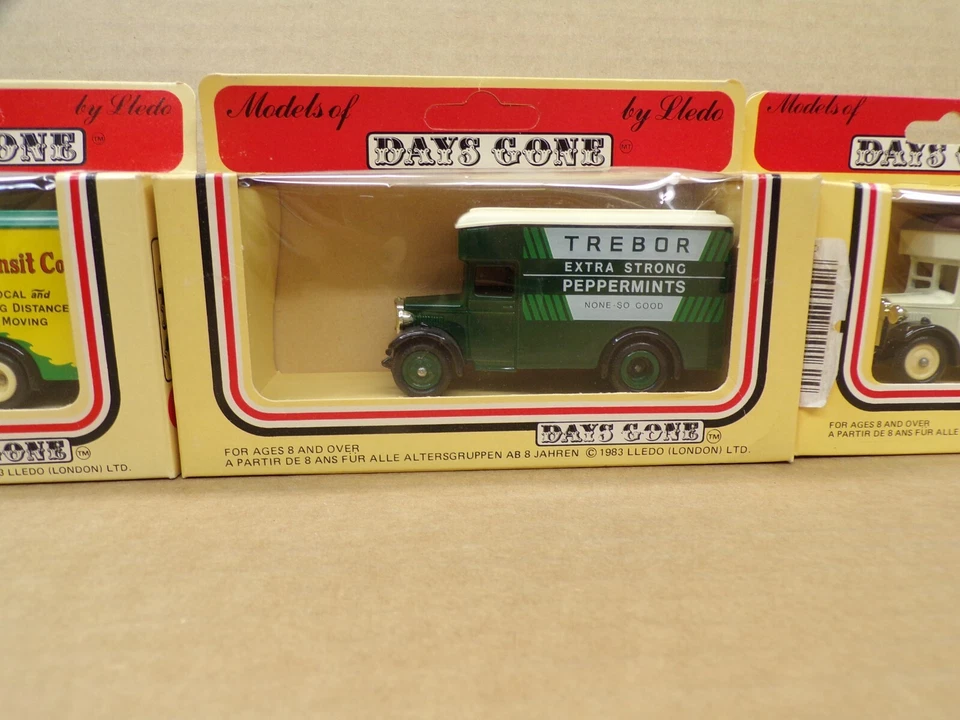 by Lledo
ONE ™
nsit Co
OCAL and
G DISTANCE
MOVING
GONE ™
3 LLEDO (LONDON) LTD.
Models of by Lledo
DAYS GONE
TREBOR
EXTRA STRONG
PEPPERMINTS
NONE-SO GOOD
DAYS GONE ™
FOR AGES 8 AND OVER
A PARTIR DE 8 ANS FUR ALLE ALTERSGRUPPEN AB 8 JAHREN © 1983 LLEDO (LONDON) LTD.
Models of
DAYS G
FOR AGES 8 AND OVER
A PARTIR DE 8 ANS FUR ALLE